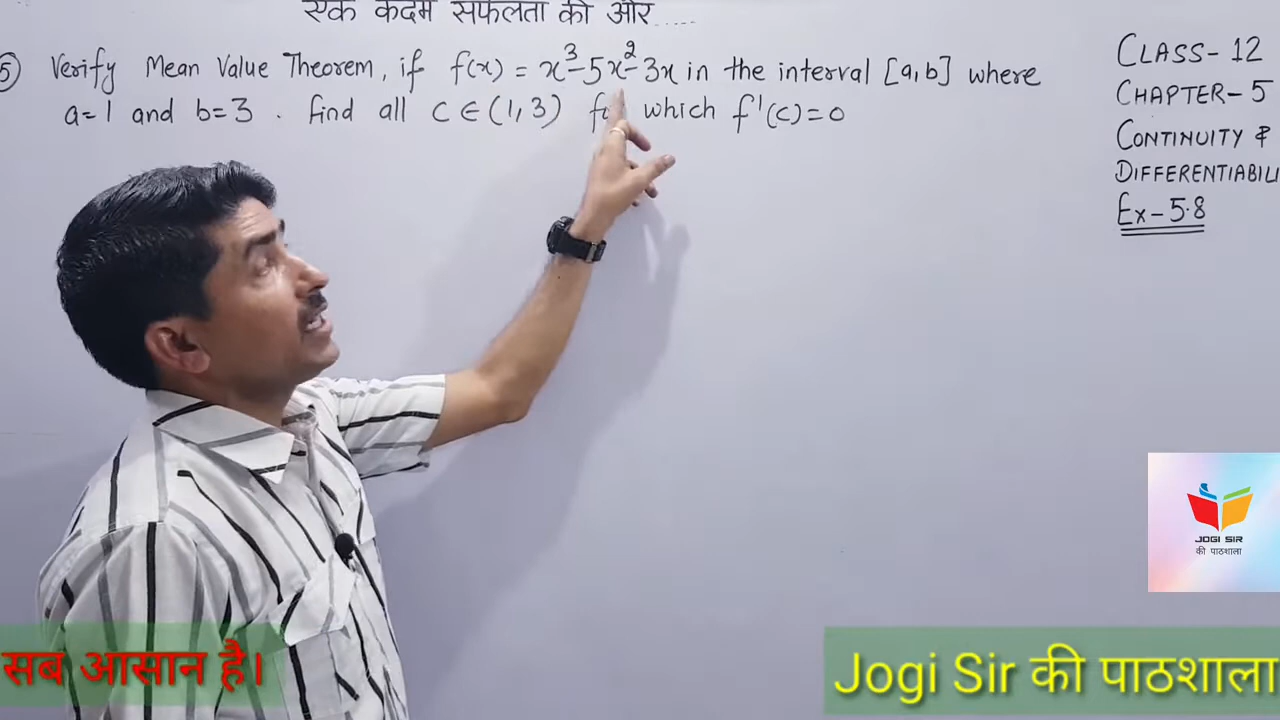 एक कदम सफलता की और.....
5 Verify Mean Value Theorem, if f(x) = x³-5x²-3x in the interval [a,b] where
a=1 and b=3 . find all c ∈ (1,3) for which f'(c)=0
CLASS-12
CHAPTER-5
CONTINUITY &
DIFFERENTIABILI
Ex-5.8
JOGI SIR
की पाठशाला
सब आसान है।
Jogi Sir की पाठशाला